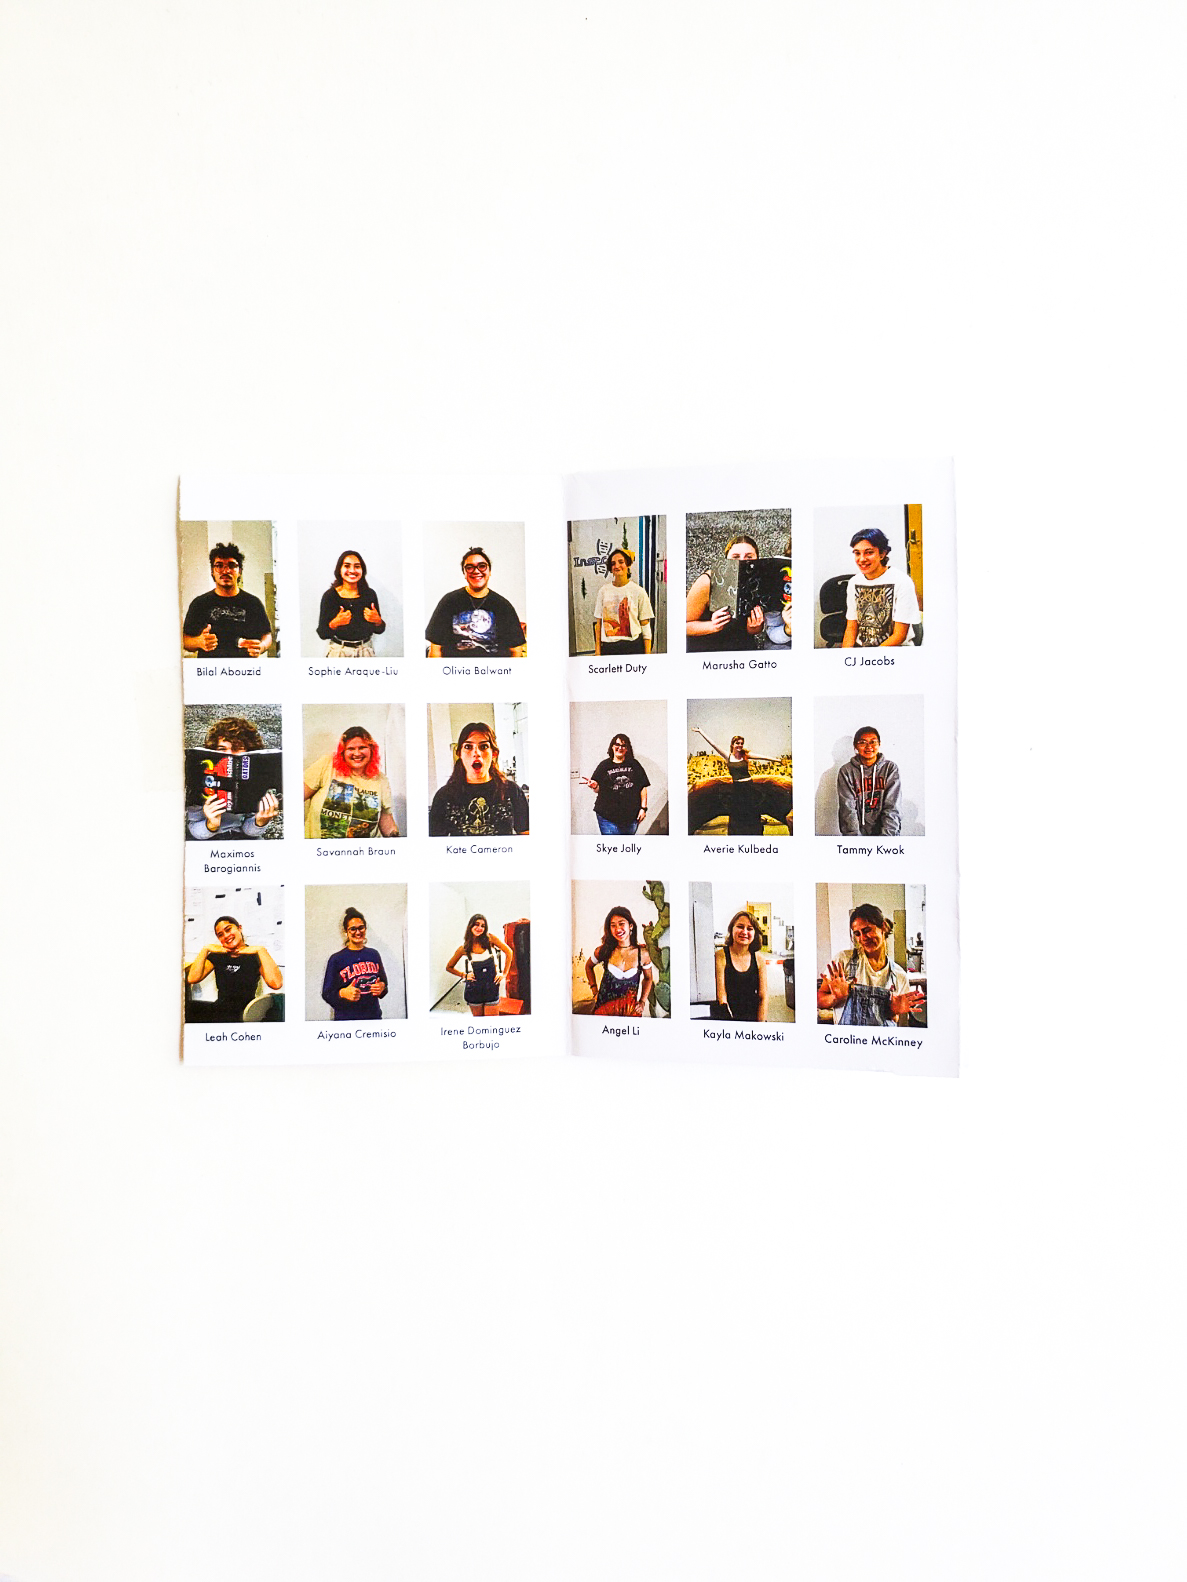 Bilal Abouzid
Sophie Araque-Liu
Olivia Balwant
Maximos
Barogiannis
Savannah Braun
Kate Cameron
Leah Cohen
Aiyana Cremisio
Irene Dominguez
Borbujo
Scarlett Duty
Marusha Gatto
CJ Jacobs
Skye Jolly
Averie Kulbeda
Tammy Kwok
Angel Li
Kayla Makowski
Caroline McKinney
FLORIDA
MONET